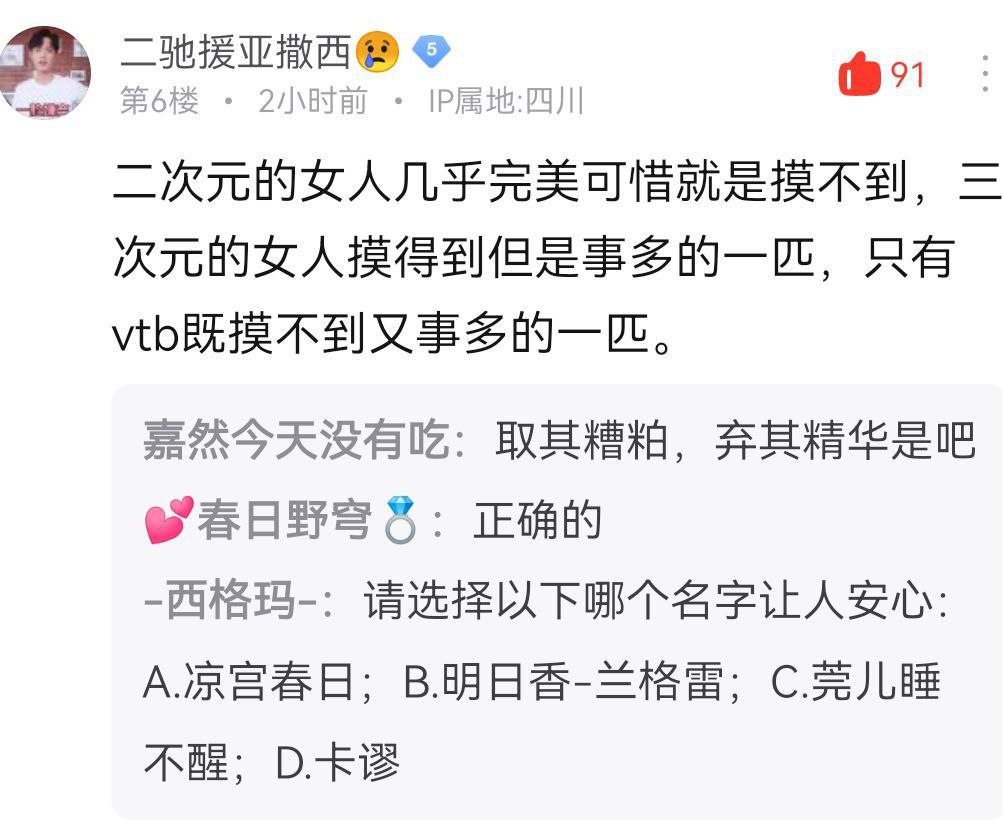 二驰援亚撒西😢 5
91
第6楼 • 2小时前 • IP属地:四川
二次元的女人几乎完美可惜就是摸不到，三
次元的女人摸得到但是事多的一匹，只有
vtb既摸不到又事多的一匹。
嘉然今天没有吃：取其糟粕，弃其精华是吧
💕春日野穹💍：正确的
-西格玛-：请选择以下哪个名字让人安心：
A.凉宫春日；B.明日香-兰格雷；C.莞儿睡
不醒；D.卡谬